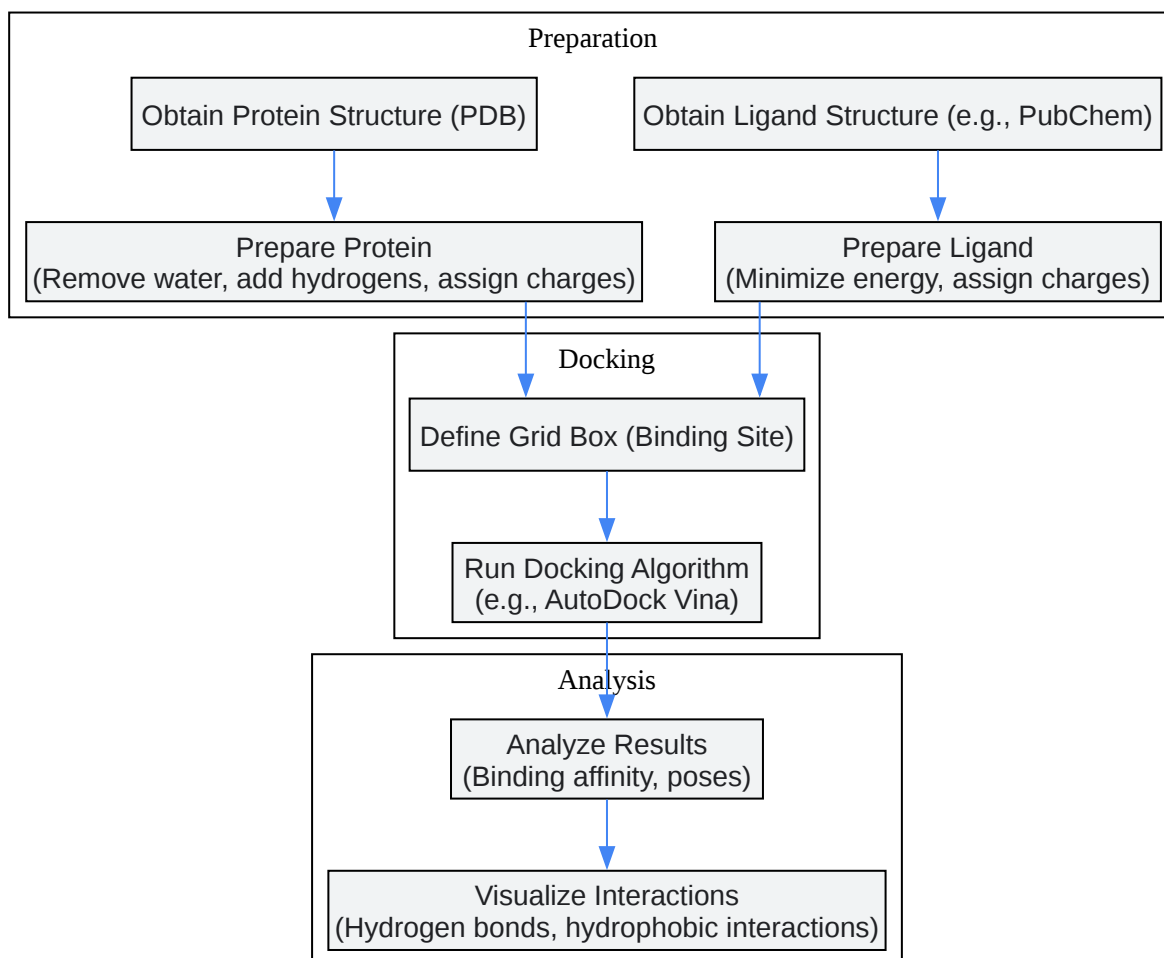 Preparation
Obtain Protein Structure (PDB)
Obtain Ligand Structure (e.g., PubChem)
Prepare Protein
(Remove water, add hydrogens, assign charges)
Prepare Ligand
(Minimize energy, assign charges)
Docking
Define Grid Box (Binding Site)
Run Docking Algorithm
(e.g., AutoDock Vina)
Analysis
Analyze Results
(Binding affinity, poses)
Visualize Interactions
(Hydrogen bonds, hydrophobic interactions)